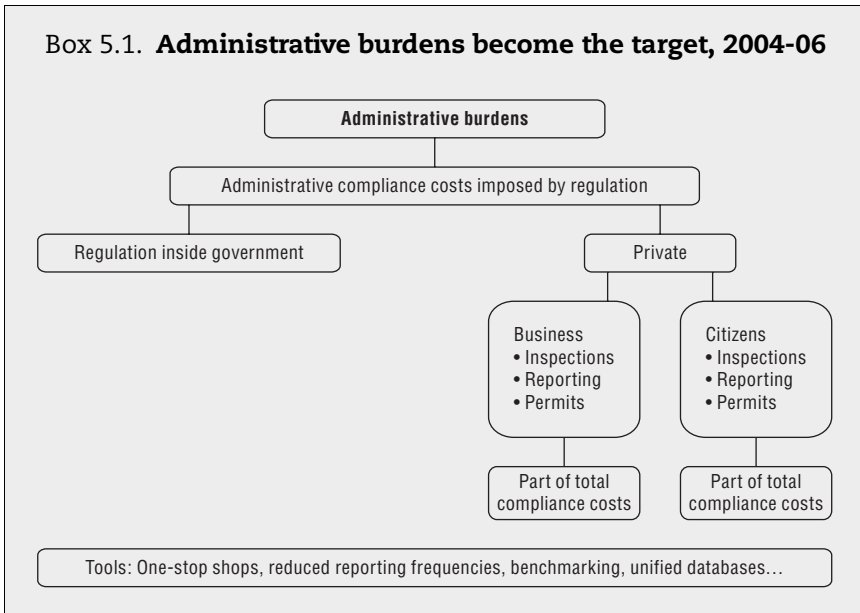 Box 5.1. Administrative burdens become the target, 2004-06
Administrative burdens
Administrative compliance costs imposed by regulation
Regulation inside government
Private
Business
• Inspections
• Reporting
• Permits
Citizens
• Inspections
• Reporting
• Permits
Part of total
compliance costs
Part of total
compliance costs
Tools: One-stop shops, reduced reporting frequencies, benchmarking, unified databases…